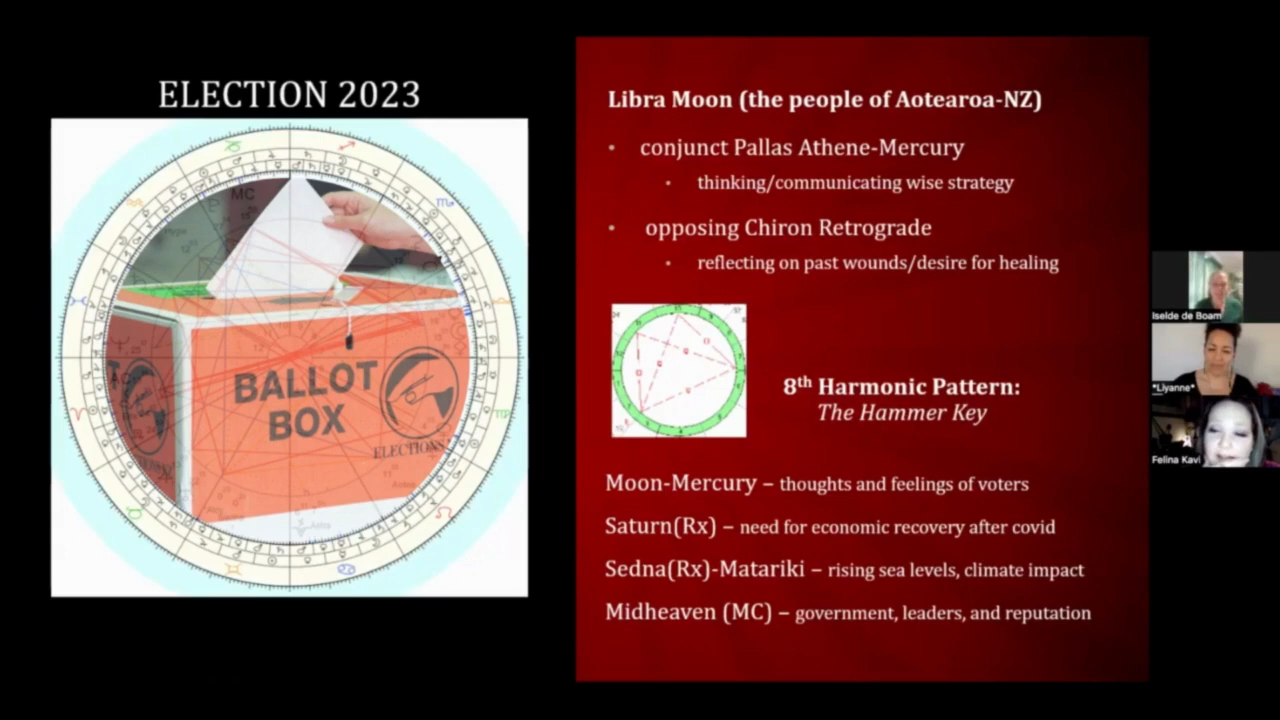 ELECTION 2023
MC
BALLOT
BOX
ELECTIONS
Libra Moon (the people of Aotearoa-NZ)
• conjunct Pallas Athene-Mercury
• thinking/communicating wise strategy
• opposing Chiron Retrograde
• reflecting on past wounds/desire for healing
8th Harmonic Pattern:
The Hammer Key
Moon-Mercury – thoughts and feelings of voters
Saturn(Rx) – need for economic recovery after covid
Sedna(Rx)-Matariki – rising sea levels, climate impact
Midheaven (MC) – government, leaders, and reputation
Iselde de Boam
*Liyanne*
Felina Kavi